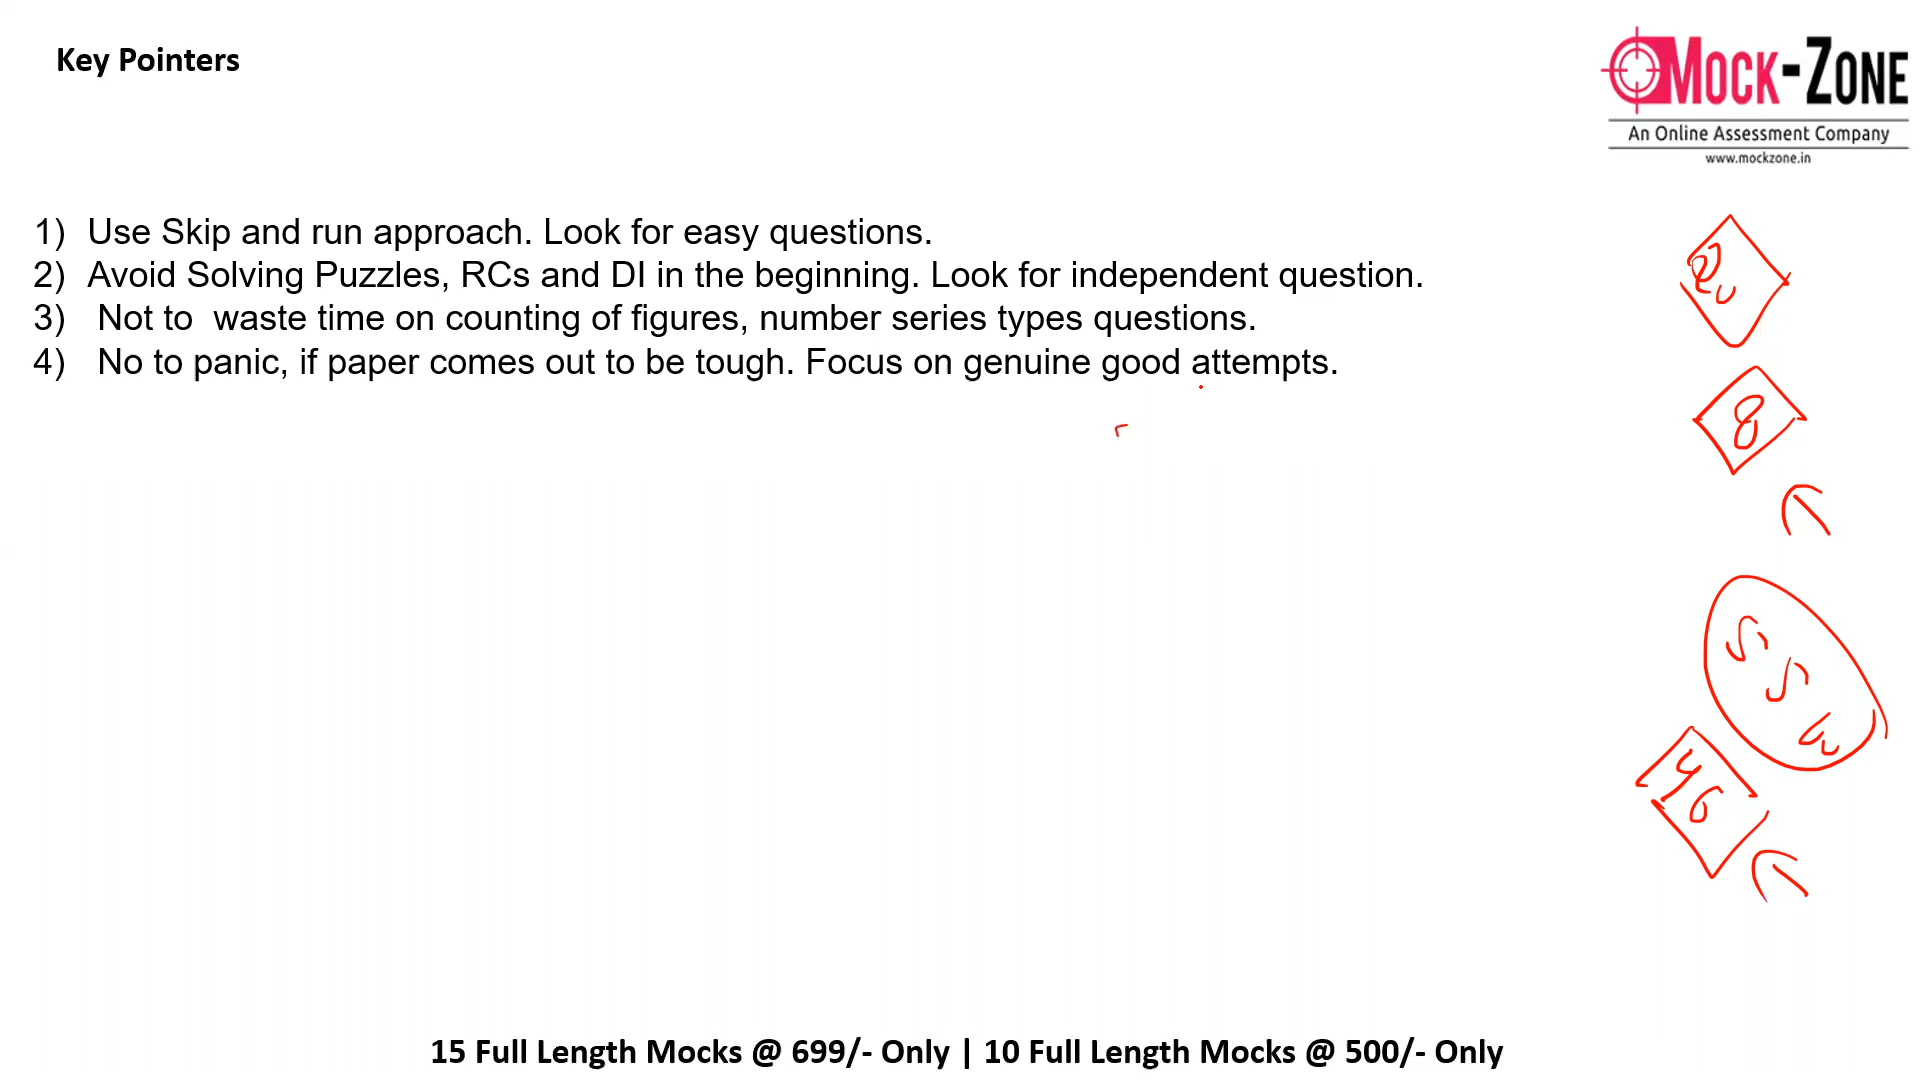 Key Pointers
MOCK-ZONE
An Online Assessment Company
www.mockzone.in
1) Use Skip and run approach. Look for easy questions.
2) Avoid Solving Puzzles, RCs and DI in the beginning. Look for independent question.
3) Not to waste time on counting of figures, number series types questions.
4) No to panic, if paper comes out to be tough. Focus on genuine good attempts.
8
46
15 Full Length Mocks @ 699/- Only | 10 Full Length Mocks @ 500/- Only